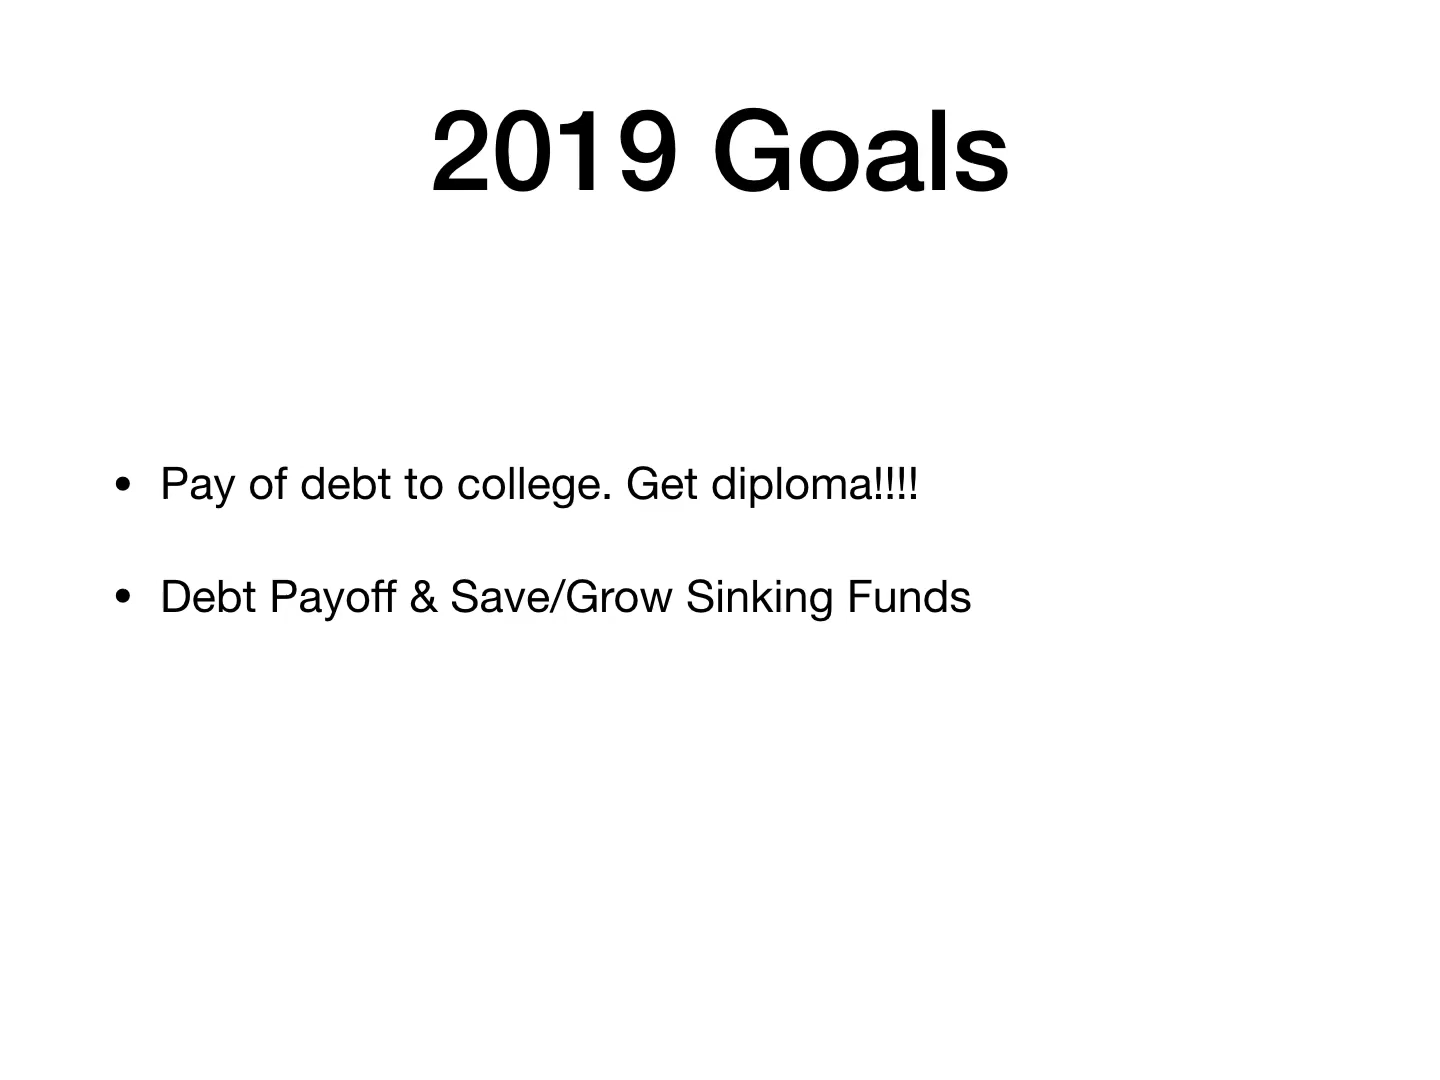 2019 Goals
• Pay of debt to college. Get diploma!!!!
• Debt Payoff & Save/Grow Sinking Funds